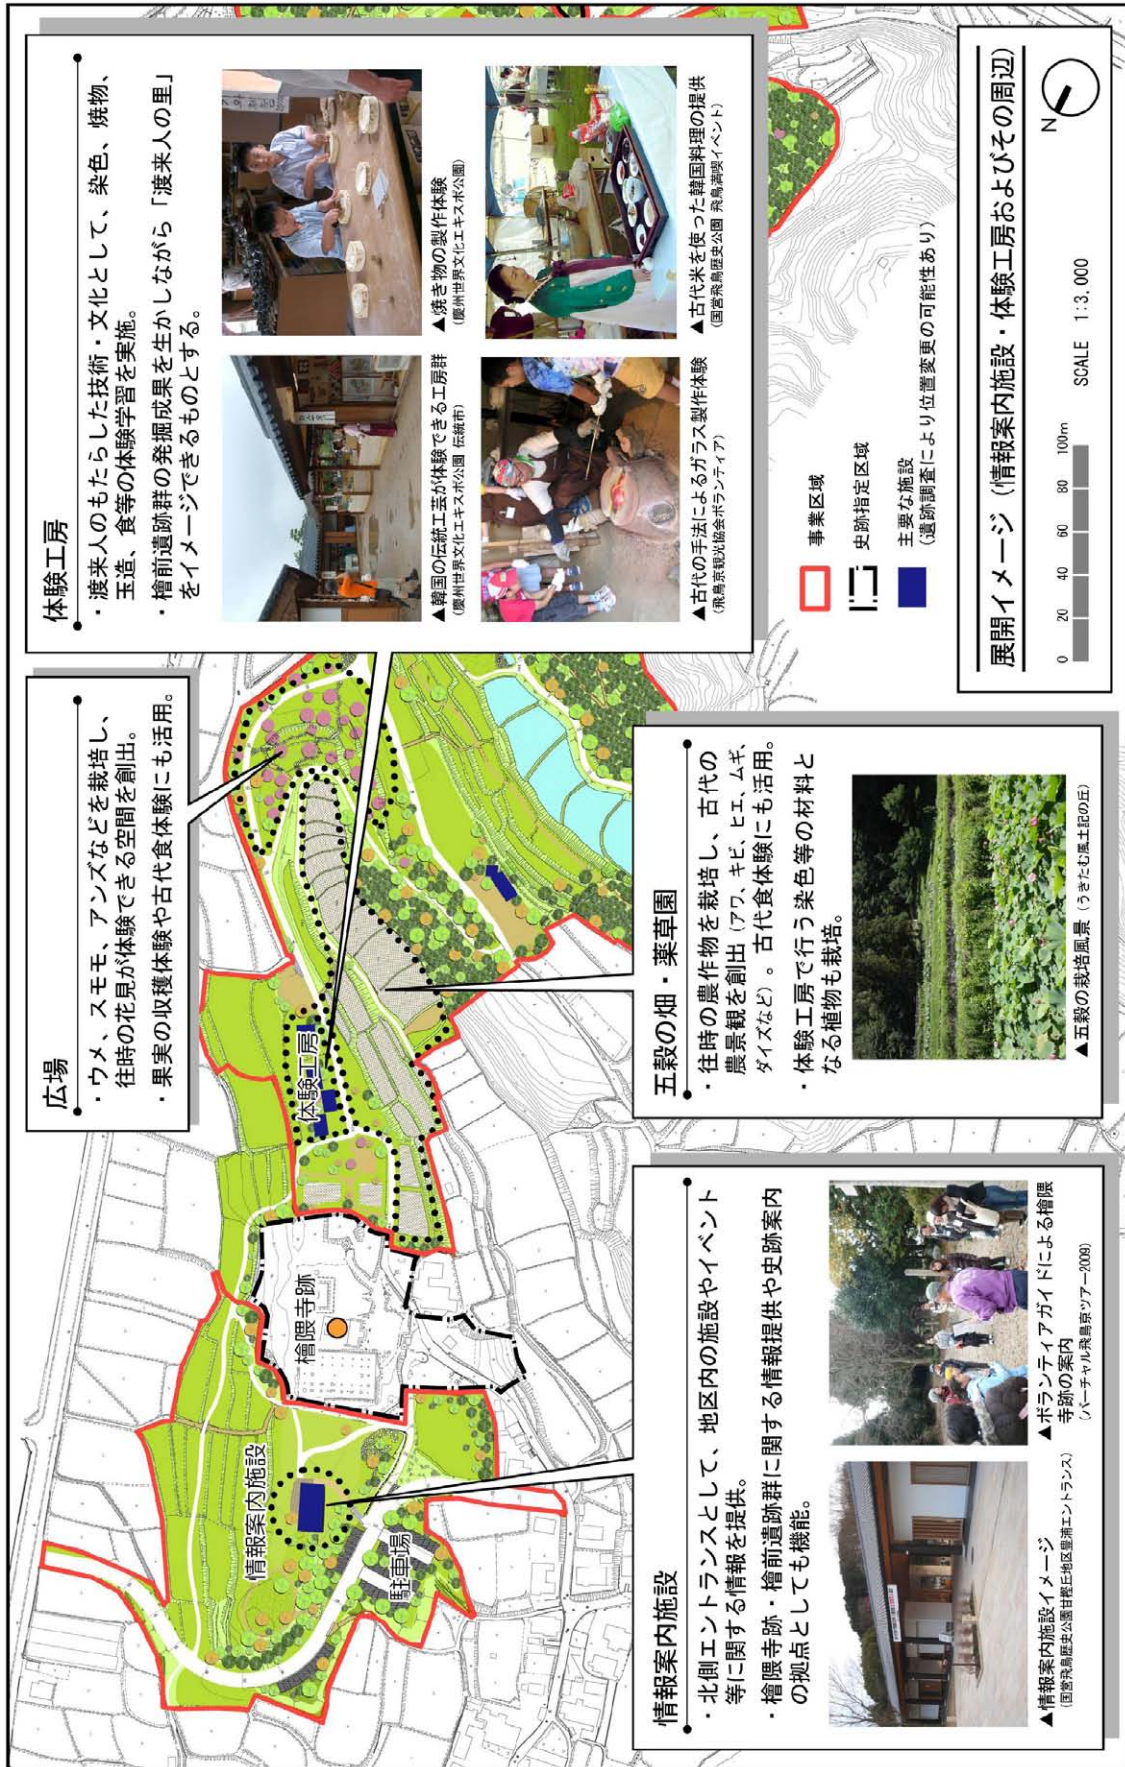 広場
・ウメ、スモモ、アンズなどを栽培し、
往時の花見が体験できる空間を創出。
・果実の収穫体験や古代食体験にも活用。
体験工房
・渡来人のもたらした技術・文化として、染色、焼物、
玉造、食等の体験学習を実施。
・檜前遺跡群の発掘成果を生かしながら「渡来人の里」
をイメージできるものとする。
▲韓国の伝統工芸が体験できる工房群
(慶州世界文化エキスポ公園 伝統市)
▲焼き物の製作体験
(慶州世界文化エキスポ公園)
▲古代の手法によるガラス製作体験
(飛鳥京観光協会ボランティア)
▲古代米を使った韓国料理の提供
(国営飛鳥歴史公園 飛鳥満喫イベント)
情報案内施設
駐車場
檜隈寺跡
体験工房
情報案内施設
・北側エントランスとして、地区内の施設やイベント
等に関する情報を提供。
・檜隈寺跡・檜前遺跡群に関する情報提供や史跡案内
の拠点としても機能。
▲情報案内施設イメージ
(国営飛鳥歴史公園甘樫丘地区豊浦エントランス)
▲ボランティアガイドによる檜隈
寺跡の案内
(バーチャル飛鳥京ツアー2009)
五穀の畑・薬草園
・往時の農作物を栽培し、古代の
農景観を創出(アワ、キビ、ヒエ、ムギ、
ダイズなど)。古代食体験にも活用。
・体験工房で行う染色等の材料と
なる植物も栽培。
▲五穀の栽培風景(うきたむ風土記の丘)
事業区域
史跡指定区域
主要な施設
(遺跡調査により位置変更の可能性あり)
展開イメージ(情報案内施設・体験工房およびその周辺)
0 20 40 60 80 100m
SCALE 1:3,000
N